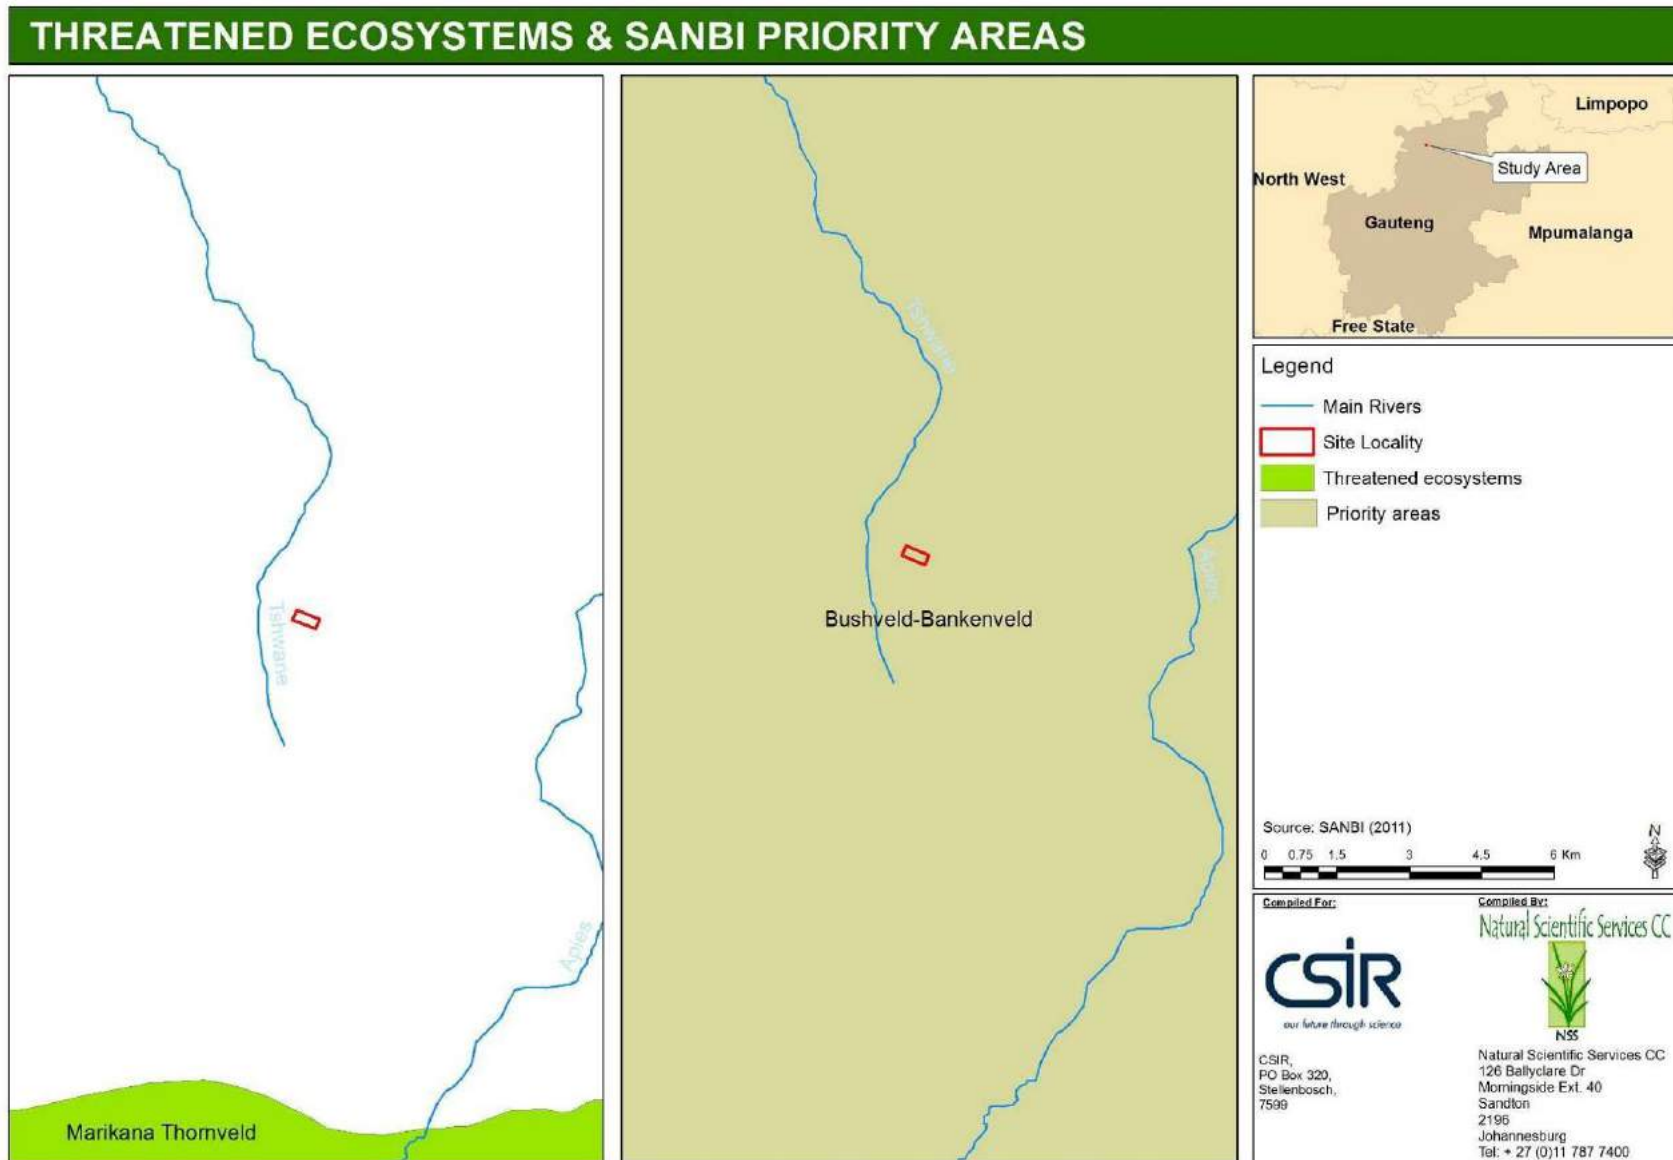 THREATENED ECOSYSTEMS & SANBI PRIORITY AREAS
Tshwane
Apies
Marikana Thornveld
Tshwane
Apies
Bushveld-Bankenveld
Limpopo
Study Area
North West
Gauteng
Mpumalanga
Free State
Legend
Main Rivers
Site Locality
Threatened ecosystems
Priority areas
Source: SANBI (2011)
N
0 0.75 1.5 3 4.5 6 Km
Compiled For:
CSIR
our future through science
CSIR,
PO Box 320,
Stellenbosch,
7599
Compiled By:
Natural Scientific Services CC
NSS
Natural Scientific Services CC
126 Ballyclare Dr
Morningside Ext. 40
Sandton
2196
Johannesburg
Tel: + 27 (0)11 787 7400